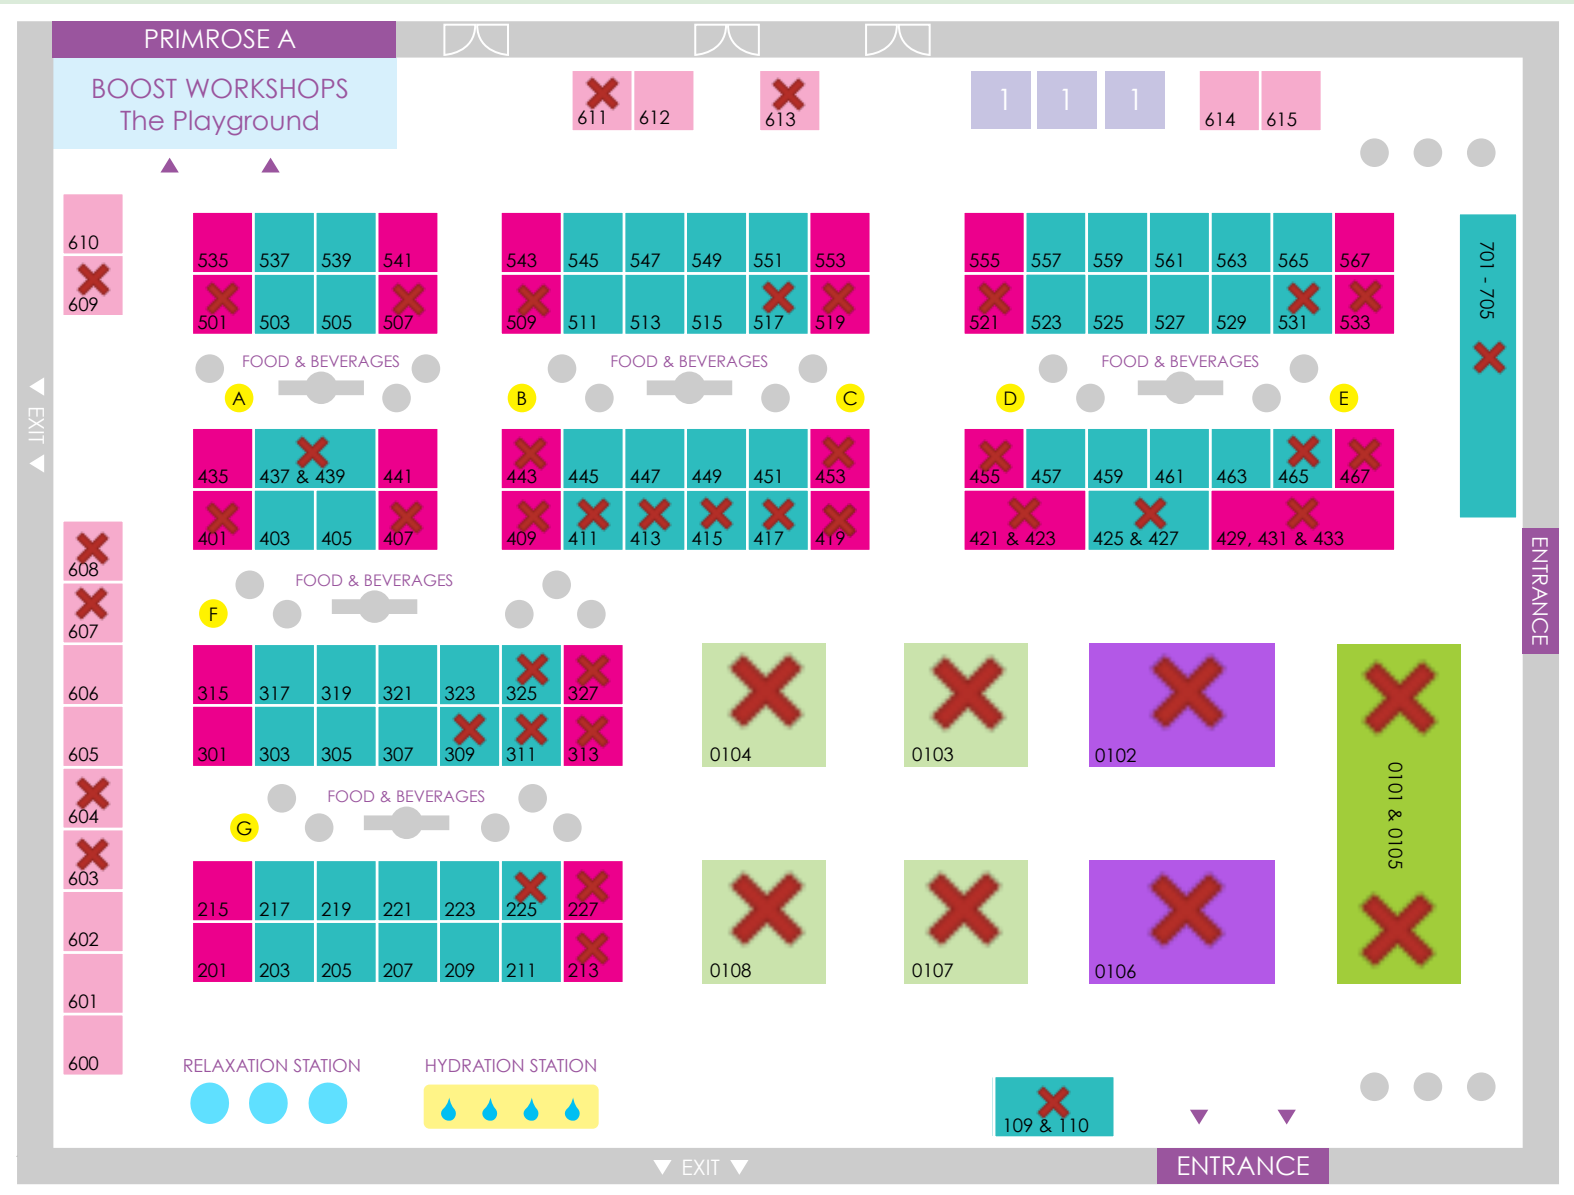 PRIMROSE A
BOOST WORKSHOPS
The Playground
611 612 613 1 1 1 614 615
610
609
535 537 539 541 543 545 547 549 551 553 555 557 559 561 563 565 567
501 503 505 507 509 511 513 515 517 519 521 523 525 527 529 531 533
701 - 705
FOOD & BEVERAGES FOOD & BEVERAGES FOOD & BEVERAGES
A B C D E
EXIT
435 437 & 439 441 443 445 447 449 451 453 455 457 459 461 463 465 467
401 403 405 407 409 411 413 415 417 419 421 & 423 425 & 427 429, 431 & 433
ENTRANCE
608
607
606
605
604
603
602
601
600
FOOD & BEVERAGES
F
315 317 319 321 323 325 327
301 303 305 307 309 311 313
0104 0103 0102
0101 & 0105
FOOD & BEVERAGES
G
215 217 219 221 223 225 227
201 203 205 207 209 211 213
0108 0107 0106
RELAXATION STATION HYDRATION STATION
109 & 110
EXIT
ENTRANCE